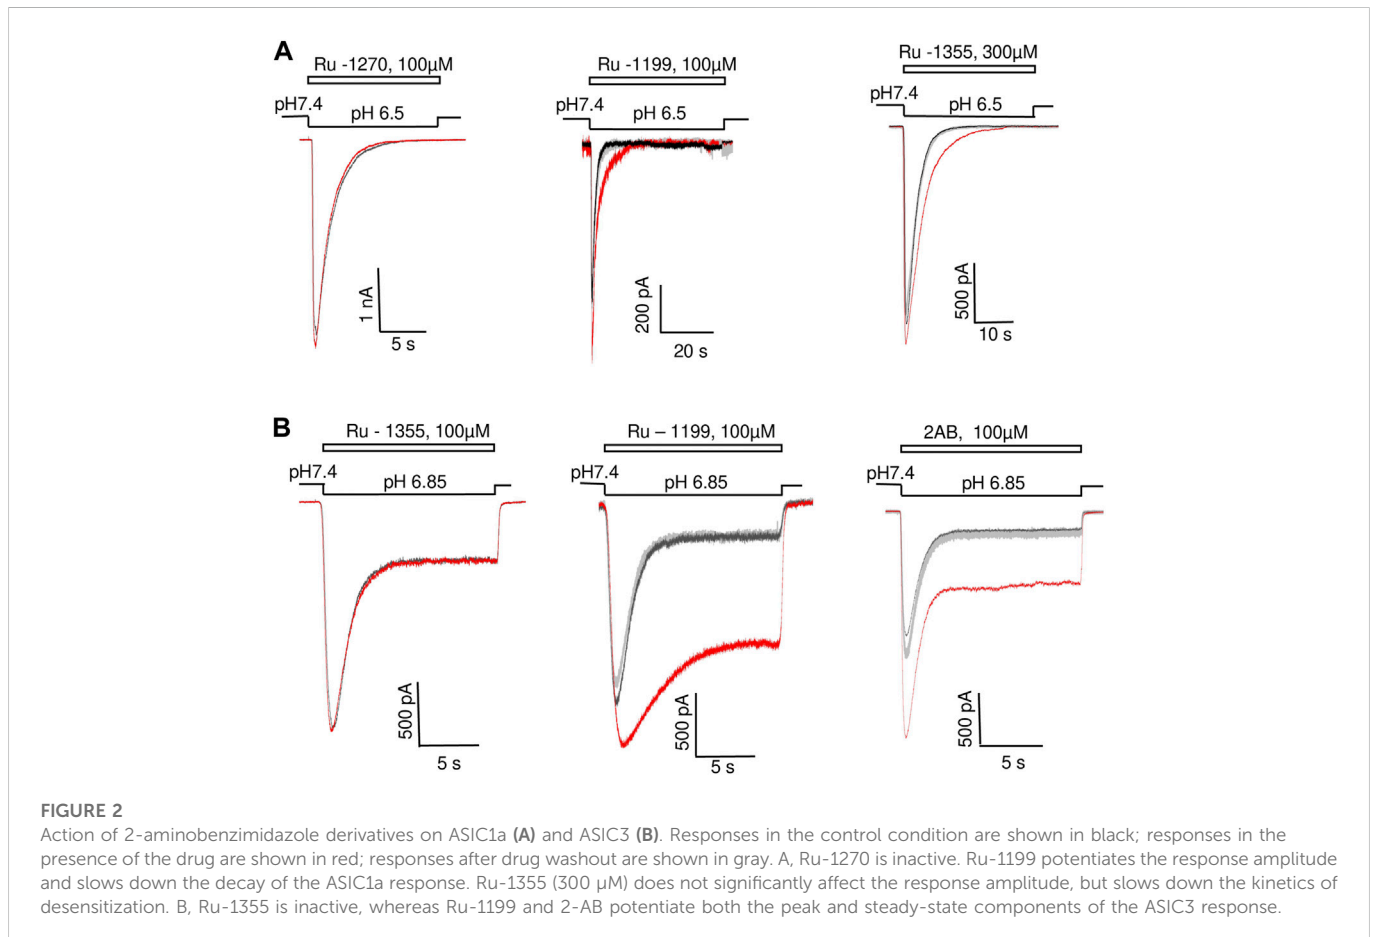 A
Ru -1270, 100µM
pH7.4
pH 6.5
1 nA
5 s
Ru -1199, 100µM
pH7.4
pH 6.5
200 pA
20 s
Ru -1355, 300µM
pH7.4
pH 6.5
500 pA
10 s
B
Ru - 1355, 100µM
pH7.4
pH 6.85
500 pA
5 s
Ru – 1199, 100µM
pH7.4
pH 6.85
500 pA
5 s
2AB, 100µM
pH7.4
pH 6.85
500 pA
5 s
FIGURE 2
Action of 2-aminobenzimidazole derivatives on ASIC1a (A) and ASIC3 (B). Responses in the control condition are shown in black; responses in the
presence of the drug are shown in red; responses after drug washout are shown in gray. A, Ru-1270 is inactive. Ru-1199 potentiates the response amplitude
and slows down the decay of the ASIC1a response. Ru-1355 (300 µM) does not significantly affect the response amplitude, but slows down the kinetics of
desensitization. B, Ru-1355 is inactive, whereas Ru-1199 and 2-AB potentiate both the peak and steady-state components of the ASIC3 response.